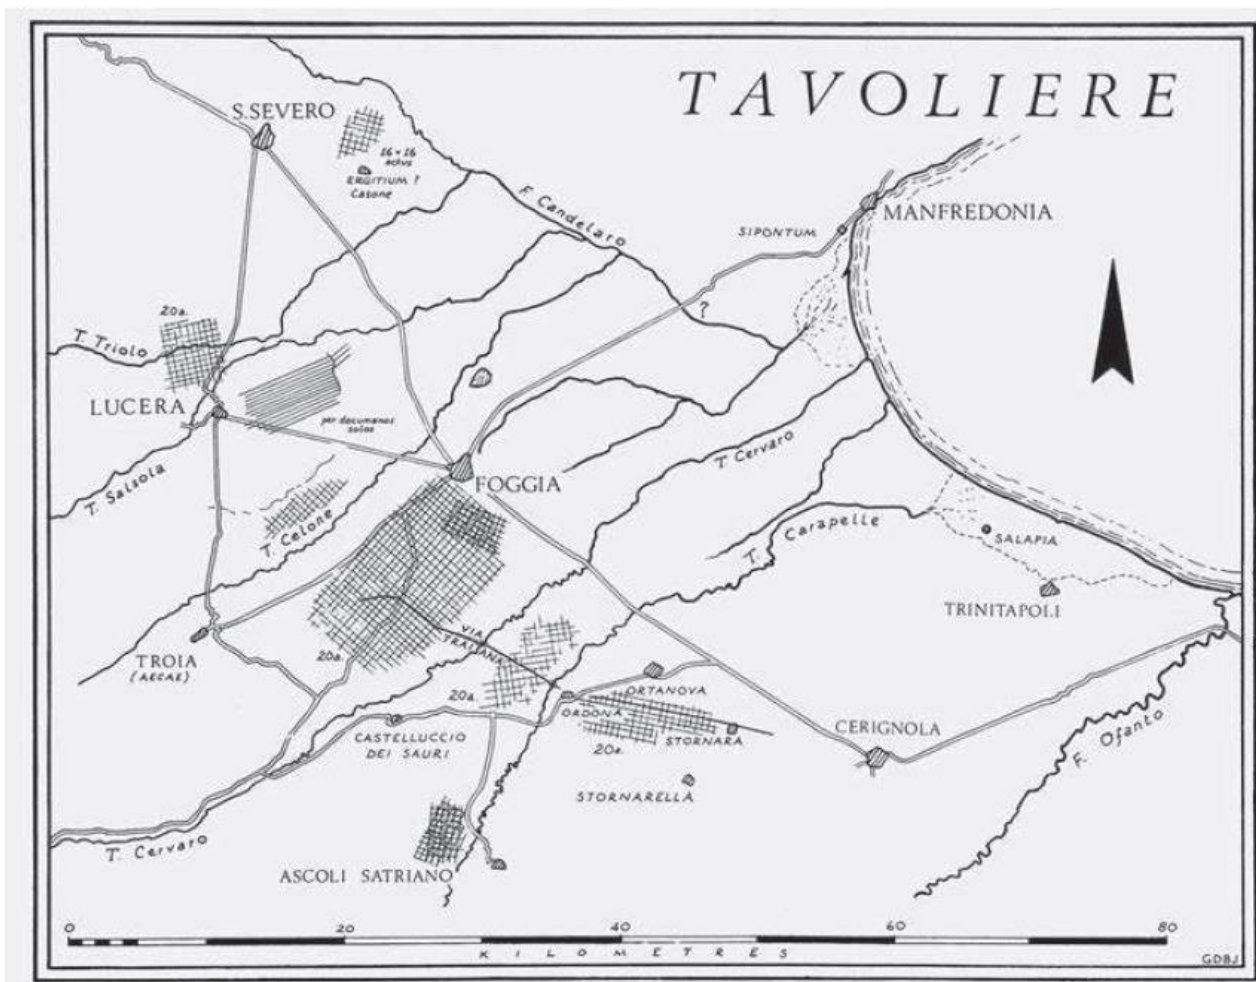 TAVOLIERE
S.SEVERO
16 × 16
actus
ERGITIUM ?
Casone
F. Candelaro
MANFREDONIA
SIPONTUM
20a.
?
T. Triolo
LUCERA
per decumanos
solos
T. Cervaro
T. Salsola
FOGGIA
T. Celone
T. Carapelle
SALAPIA
TRINITAPOLI
VIA
TRAIANA
TROIA
(AECAE)
20a.
20a.
ORTANOVA
ORDONA
CERIGNOLA
STORNARA
20a.
CASTELLUCCIO
DEI SAURI
F. Ofanto
STORNARELLA
T. Cervaro
ASCOLI SATRIANO
0 20 40 60 80
KILOMETRES
GDBJ